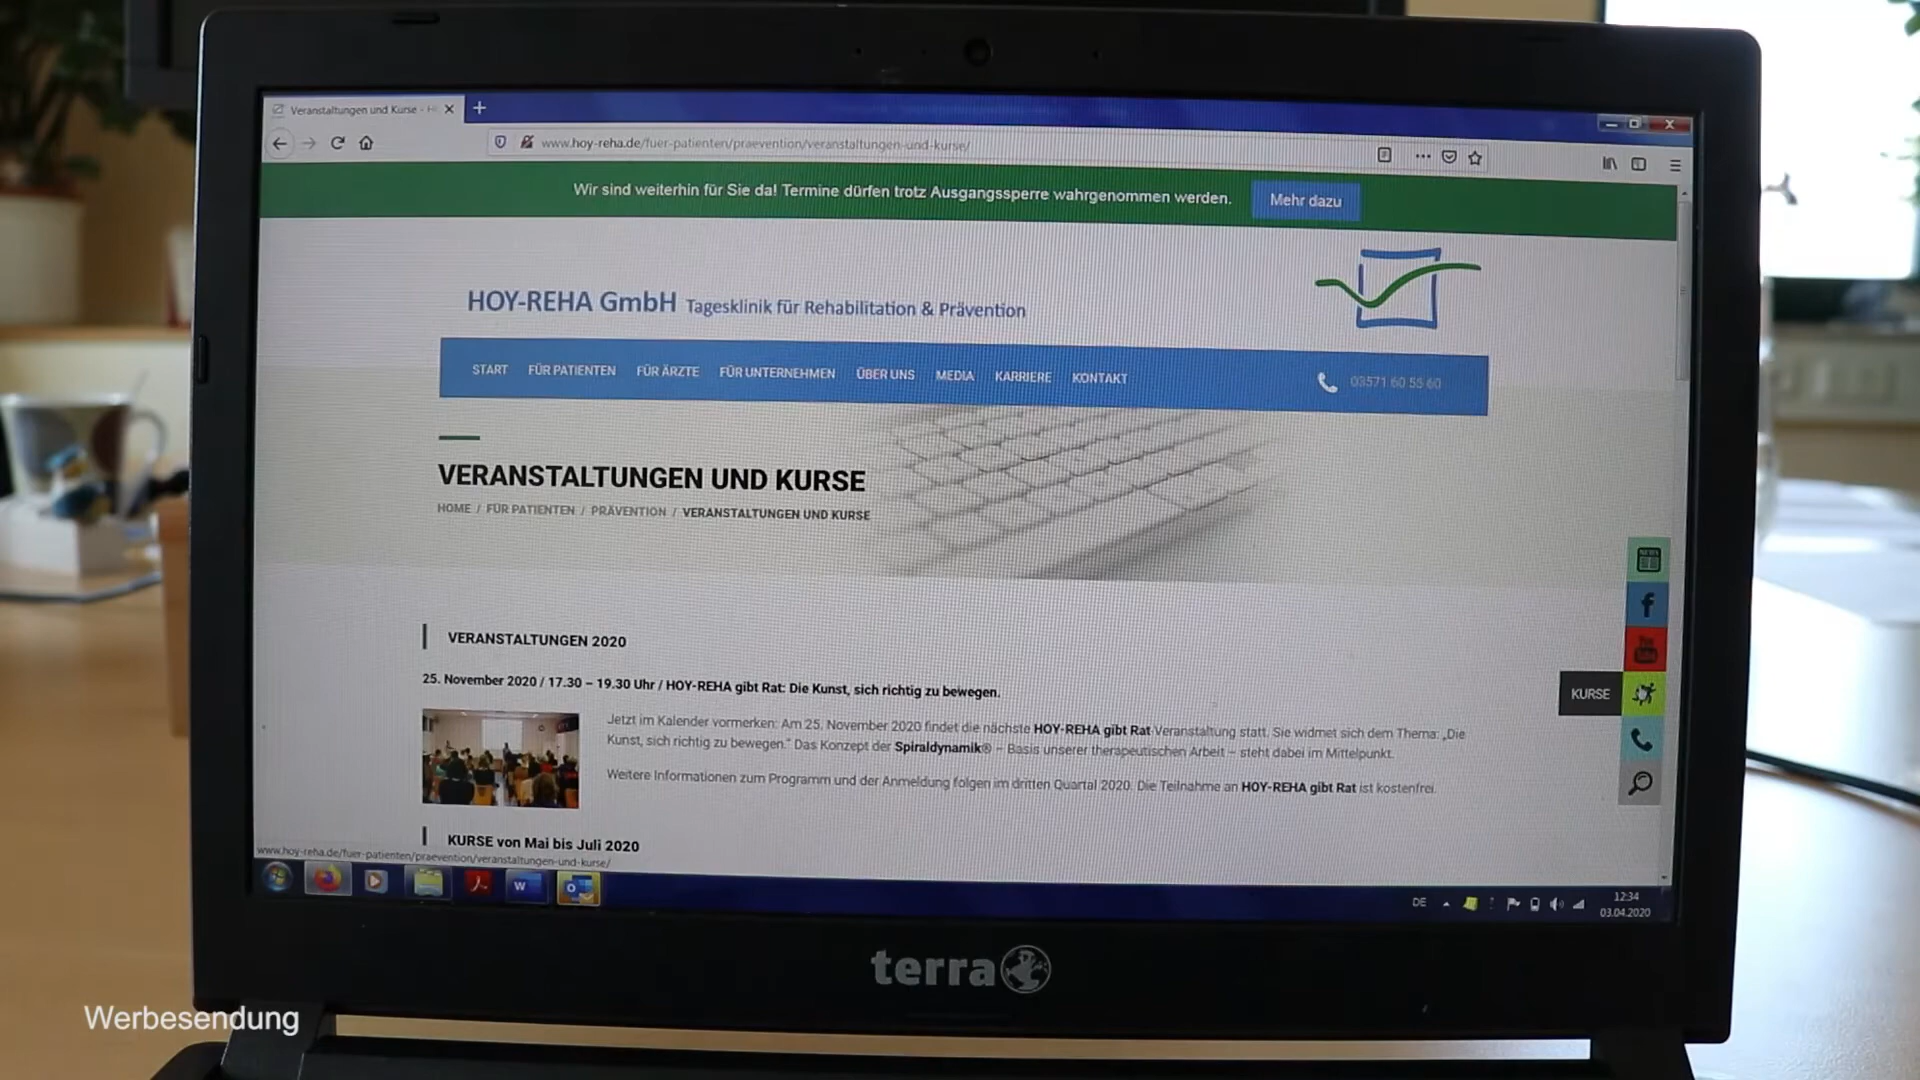 Veranstaltungen und Kurse - H
www.hoy-reha.de/fuer-patienten/praevention/veranstaltungen-und-kurse/
Wir sind weiterhin für Sie da! Termine dürfen trotz Ausgangssperre wahrgenommen werden. Mehr dazu
HOY-REHA GmbH Tagesklinik für Rehabilitation & Prävention
START FÜR PATIENTEN FÜR ÄRZTE FÜR UNTERNEHMEN ÜBER UNS MEDIA KARRIERE KONTAKT 03571 60 55 60
VERANSTALTUNGEN UND KURSE
HOME / FÜR PATIENTEN / PRÄVENTION / VERANSTALTUNGEN UND KURSE
NEWS
You Tube
KURSE
VERANSTALTUNGEN 2020
25. November 2020 / 17.30 – 19.30 Uhr / HOY-REHA gibt Rat: Die Kunst, sich richtig zu bewegen.
Jetzt im Kalender vormerken: Am 25. November 2020 findet die nächste HOY-REHA gibt Rat-Veranstaltung statt. Sie widmet sich dem Thema: „Die
Kunst, sich richtig zu bewegen.“ Das Konzept der Spiraldynamik® – Basis unserer therapeutischen Arbeit – steht dabei im Mittelpunkt.
Weitere Informationen zum Programm und der Anmeldung folgen im dritten Quartal 2020. Die Teilnahme an HOY-REHA gibt Rat ist kostenfrei.
KURSE von Mai bis Juli 2020
www.hoy-reha.de/fuer-patienten/praevention/veranstaltungen-und-kurse/
DE
12:34
03.04.2020
terra
Werbesendung